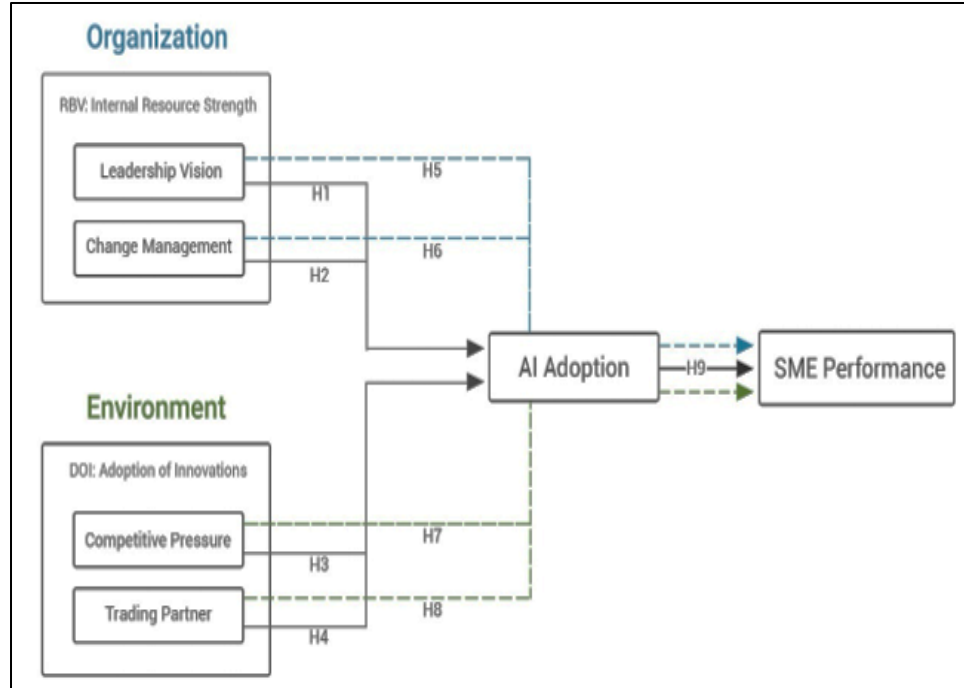 Organization
RBV: Internal Resource Strength
Leadership Vision
H5
H1
Change Management
H6
H2
AI Adoption
H9
SME Performance
Environment
DOI: Adoption of Innovations
Competitive Pressure
H7
H3
Trading Partner
H8
H4